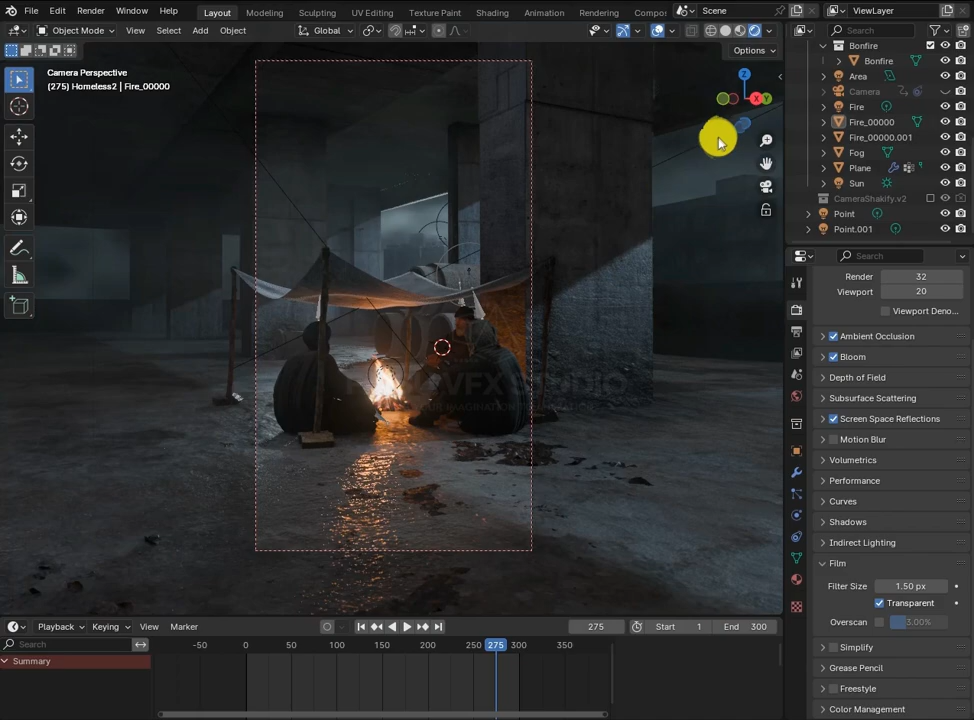 File Edit Render Window Help Layout Modeling Sculpting UV Editing Texture Paint Shading Animation Rendering Compo Scene ViewLayer
Object Mode View Select Add Object Global Search
Options
Camera Perspective
(275) Homeless2 | Fire_00000
Z
X
Y
Bonfire
Bonfire
Area
Camera
Fire
Fire_00000
Fire_00000.001
Fog
Plane
Sun
CameraShakify.v2
Point
Point.001
Search
Render 32
Viewport 20
Viewport Deno...
Ambient Occlusion
Bloom
Depth of Field
Subsurface Scattering
Screen Space Reflections
Motion Blur
Volumetrics
Performance
Curves
Shadows
Indirect Lighting
Film
Filter Size 1.50 px
Transparent
Overscan 3.00%
Simplify
Grease Pencil
Freestyle
Color Management
VFX STUDIO
Playback Keying View Marker 275 Start 1 End 300
Search -50 0 50 100 150 200 250 275 300 350
Summary